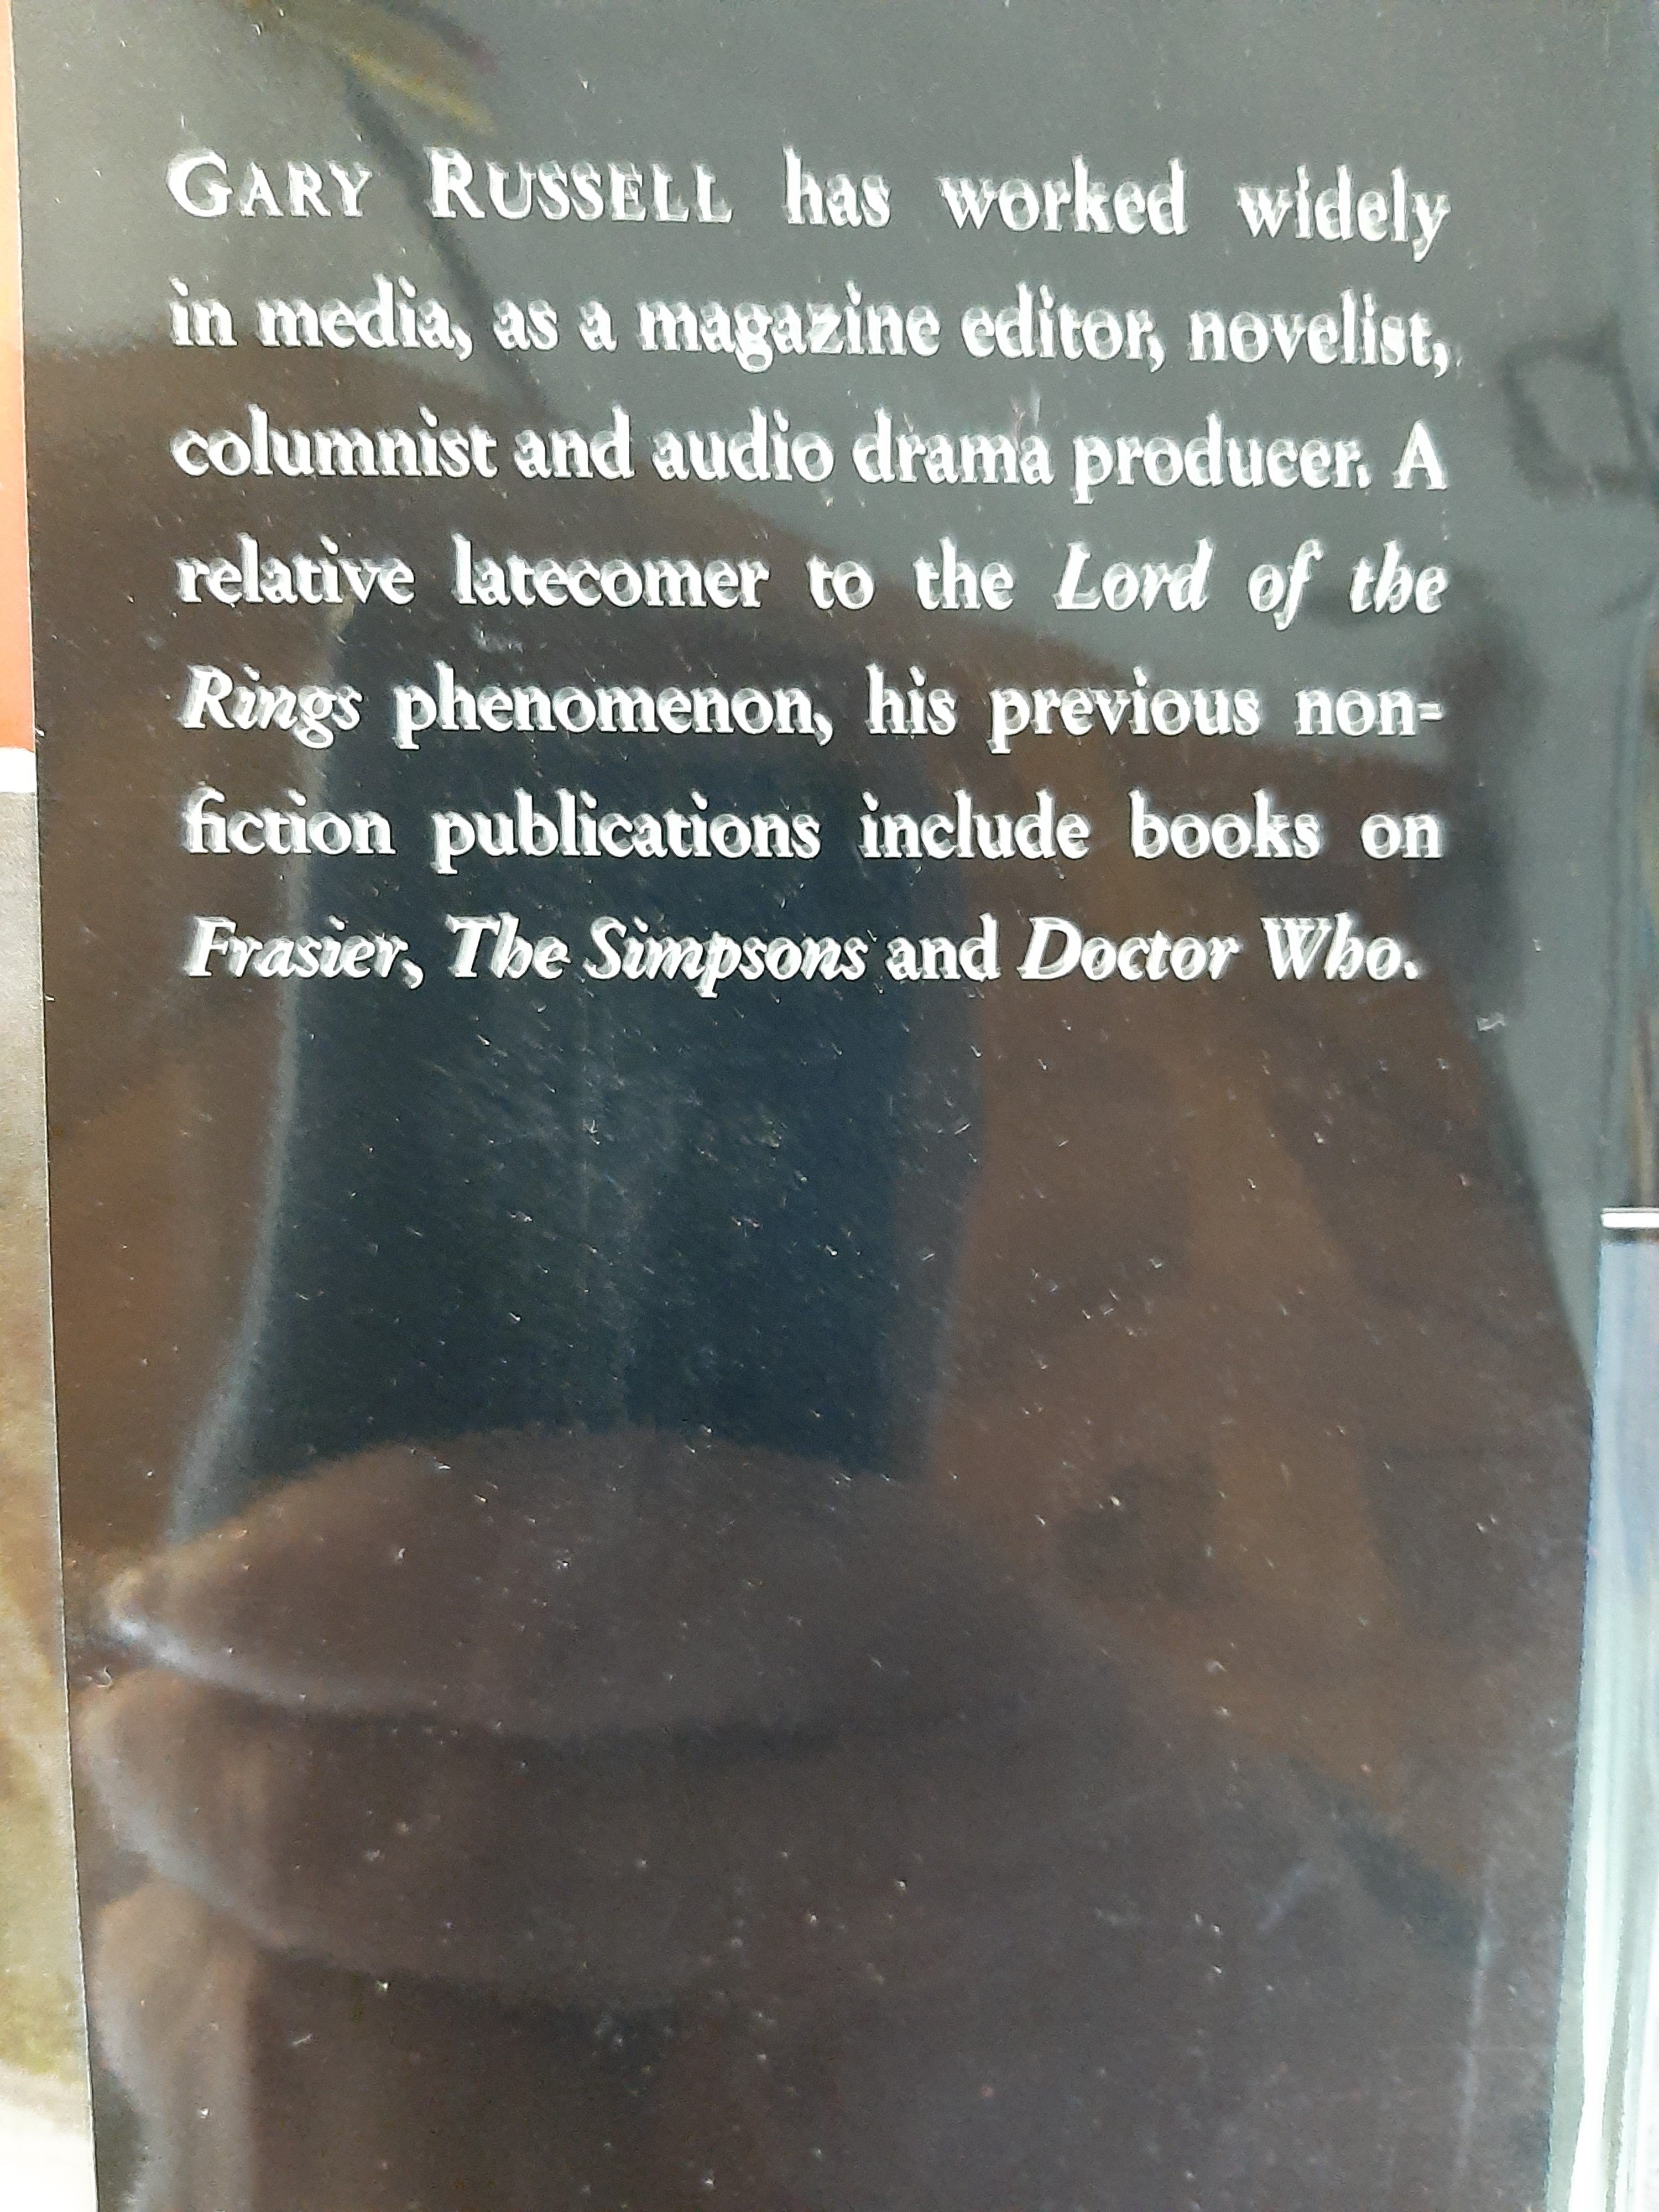 GARY RUSSELL has worked widely
in media, as a magazine editor, novelist,
columnist and audio drama producer. A
relative latecomer to the Lord of the
Rings phenomenon, his previous non-
fiction publications include books on
Frasier, The Simpsons and Doctor Who.